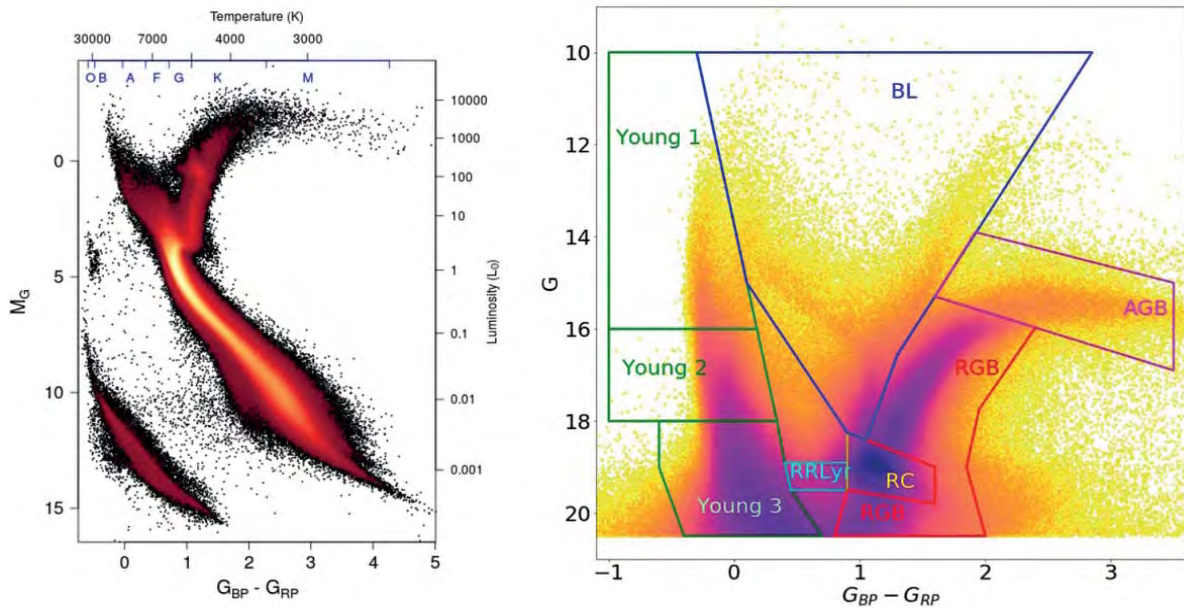 Temperature (K)
30000 7000 4000 3000
O B A F G K M
M_G
0
5
10
15
10000
1000
100
10
1
0.1
0.01
0.001
Luminosity (L₀)
0 1 2 3 4 5
G_BP - G_RP
G
10
12
14
16
18
20
BL
Young 1
AGB
Young 2
RGB
RRLyr
RC
Young 3
RGB
−1 0 1 2 3
G_BP − G_RP